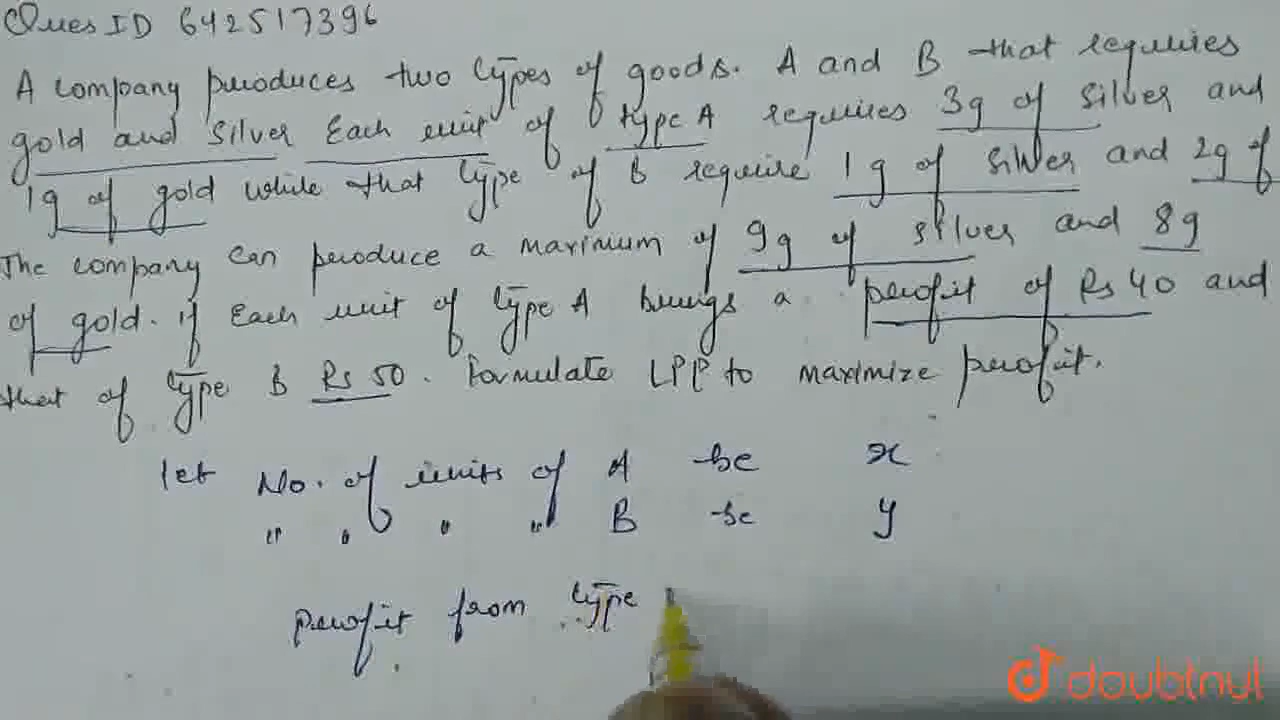 Ques ID 642517396
A company produces two types of goods. A and B that requires
gold and silver Each unit of type A requires 3g of silver and
1g of gold while that type of B require 1g of silver and 2g of
The company can produce a maximum of 9g of silver and 8g
of gold. if Each unit of type A brings a profit of Rs 40 and
that of type B Rs 50. Formulate LPP to maximize profit.
let No. of units of A be x
" " " " B be y
profit from type
doubtnut